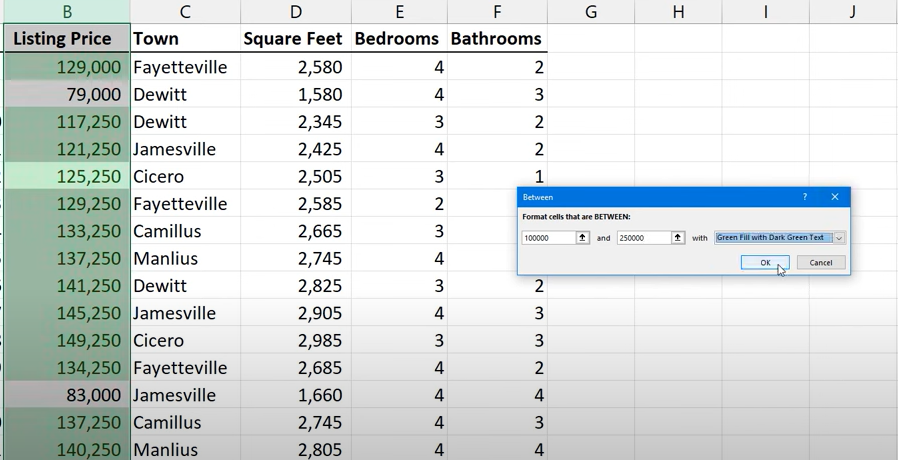 B C D E F G H I J
Listing Price Town Square Feet Bedrooms Bathrooms
129,000 Fayetteville 2,580 4 2
79,000 Dewitt 1,580 4 3
117,250 Dewitt 2,345 3 2
121,250 Jamesville 2,425 4 2
125,250 Cicero 2,505 3 1
129,250 Fayetteville 2,585 2
133,250 Camillus 2,665 3
137,250 Manlius 2,745 4
141,250 Dewitt 2,825 3 2
145,250 Jamesville 2,905 4 3
149,250 Cicero 2,985 3 3
134,250 Fayetteville 2,685 4 2
83,000 Jamesville 1,660 4 4
137,250 Camillus 2,745 4 3
140,250 Manlius 2,805 4 4
Between ?
Format cells that are BETWEEN:
100000 and 250000 with Green Fill with Dark Green Text
OK Cancel